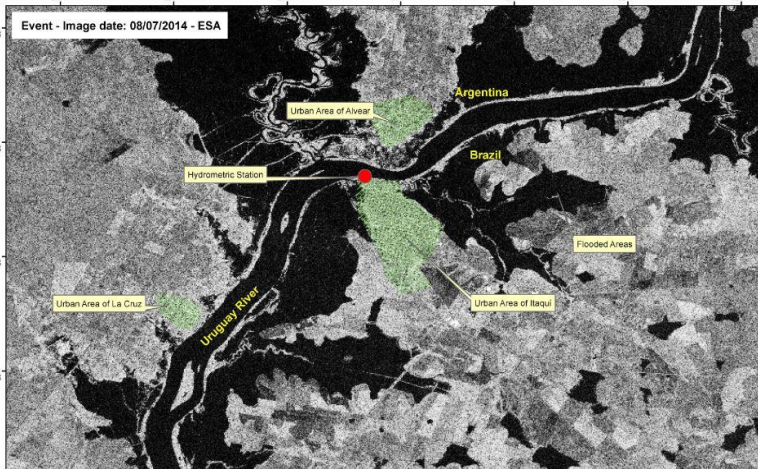 Event - Image date: 08/07/2014 - ESA
Argentina
Urban Area of Alvear
Brazil
Hydrometric Station
Flooded Areas
Urban Area of La Cruz
Urban Area of Itaqui
Uruguay River